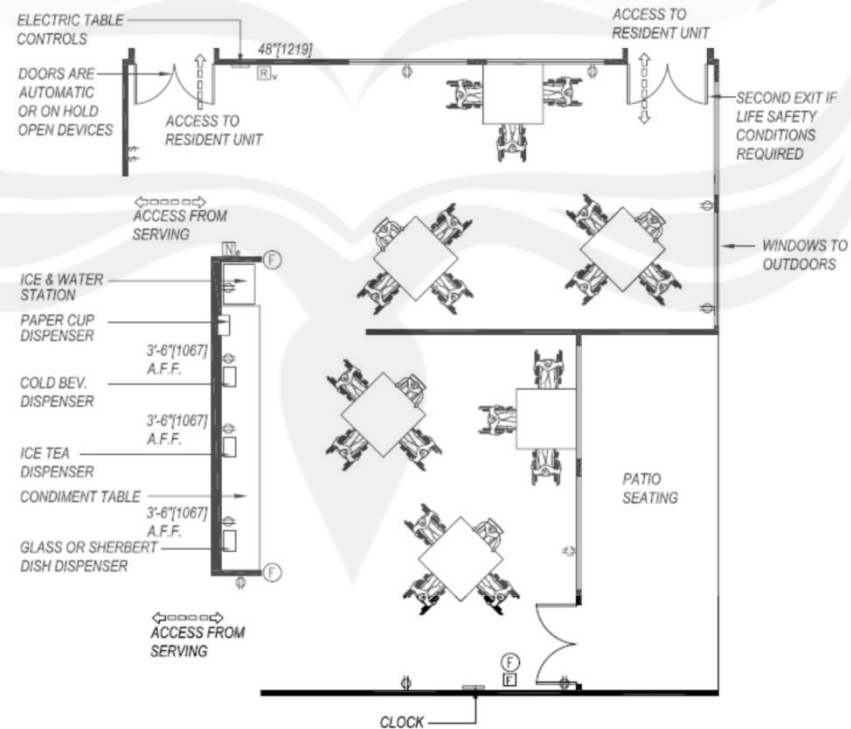 ELECTRIC TABLE
CONTROLS
48"[1219]
ACCESS TO
RESIDENT UNIT
DOORS ARE
AUTOMATIC
OR ON HOLD
OPEN DEVICES
R
V
ACCESS TO
RESIDENT UNIT
SECOND EXIT IF
LIFE SAFETY
CONDITIONS
REQUIRED
ACCESS FROM
SERVING
WINDOWS TO
OUTDOORS
N
F
ICE & WATER
STATION
PAPER CUP
DISPENSER
3'-6"[1067]
A.F.F.
COLD BEV.
DISPENSER
3'-6"[1067]
A.F.F.
ICE TEA
DISPENSER
PATIO
SEATING
CONDIMENT TABLE
3'-6"[1067]
A.F.F.
GLASS OR SHERBERT
DISH DISPENSER
F
ACCESS FROM
SERVING
F
F
CLOCK